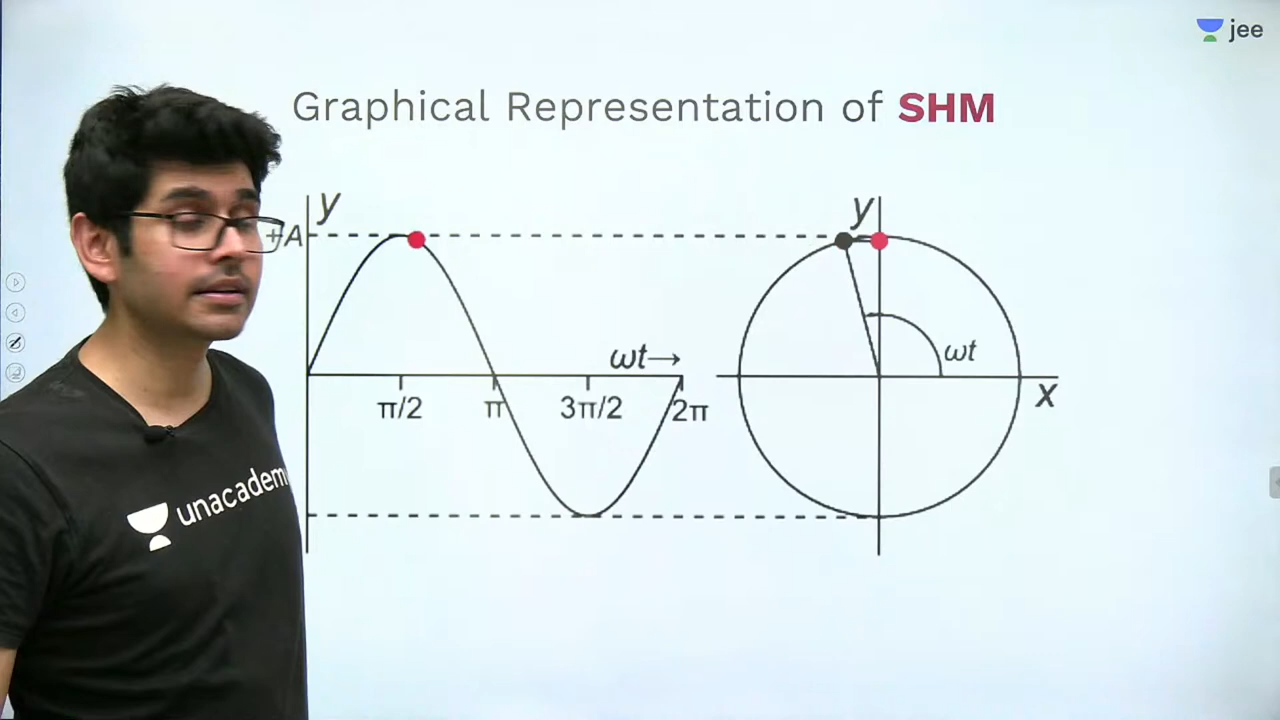 jee
Graphical Representation of SHM
y
+A
ωt→
π/2
π
3π/2
2π
y
ωt
x
unacadem